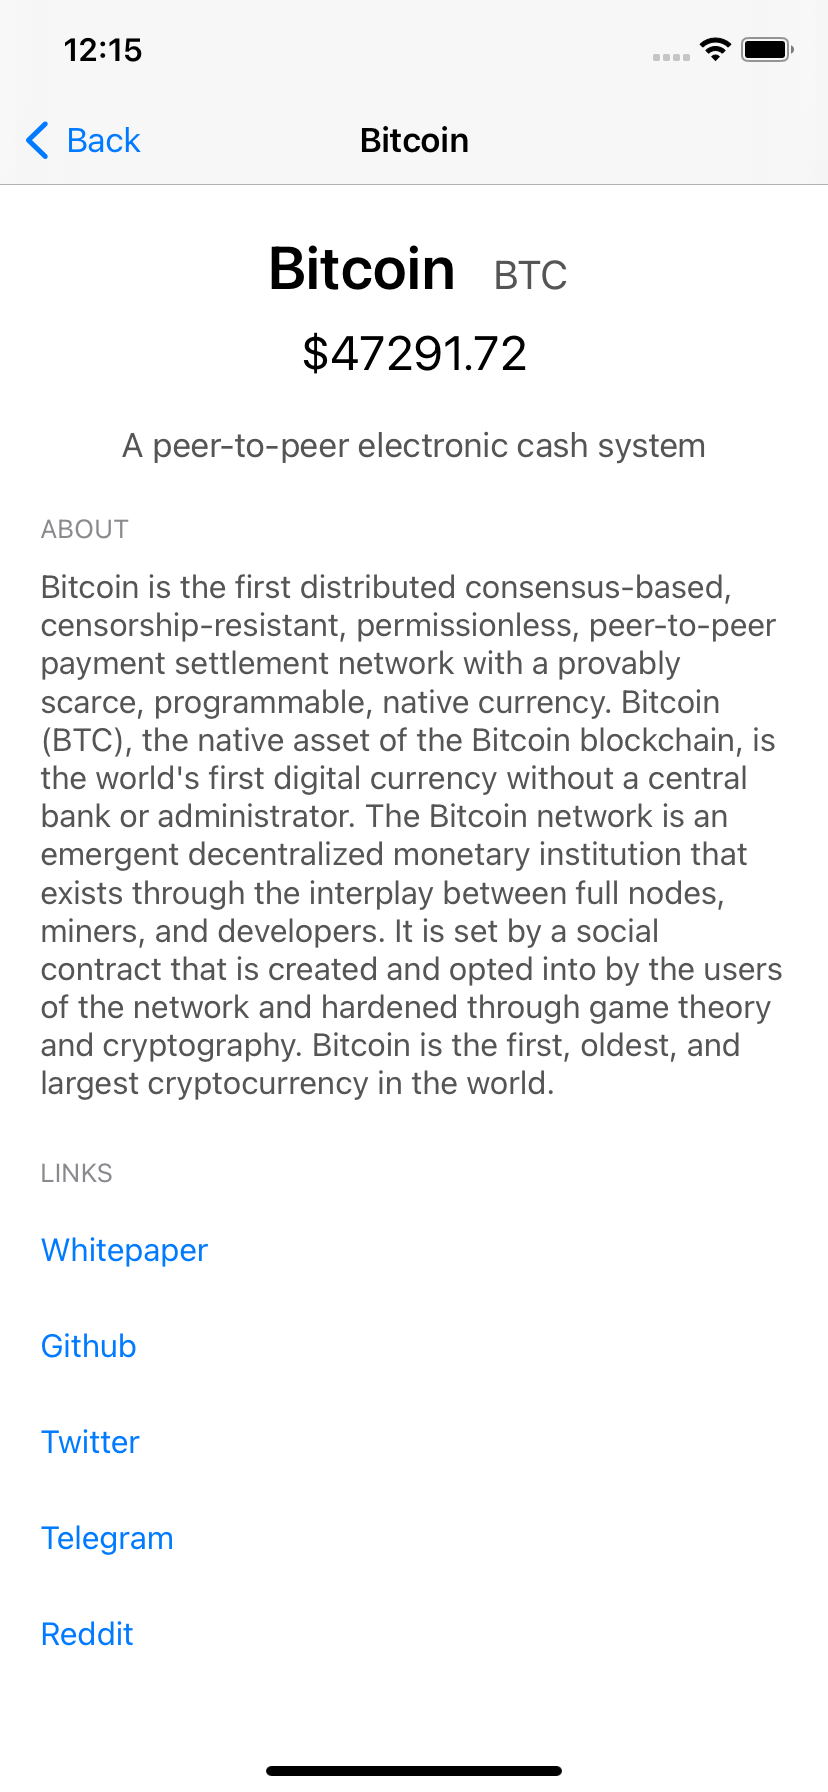 12:15
Back
Bitcoin
Bitcoin BTC
$47291.72
A peer-to-peer electronic cash system
ABOUT
Bitcoin is the first distributed consensus-based,
censorship-resistant, permissionless, peer-to-peer
payment settlement network with a provably
scarce, programmable, native currency. Bitcoin
(BTC), the native asset of the Bitcoin blockchain, is
the world's first digital currency without a central
bank or administrator. The Bitcoin network is an
emergent decentralized monetary institution that
exists through the interplay between full nodes,
miners, and developers. It is set by a social
contract that is created and opted into by the users
of the network and hardened through game theory
and cryptography. Bitcoin is the first, oldest, and
largest cryptocurrency in the world.
LINKS
Whitepaper
Github
Twitter
Telegram
Reddit